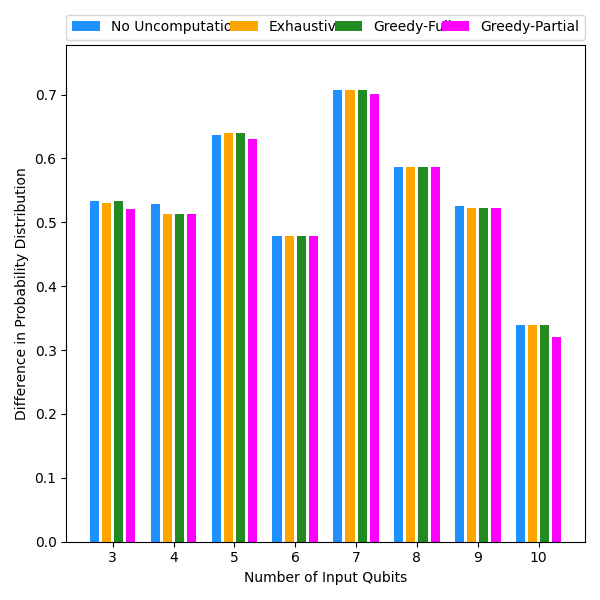 No Uncomputatio Exhaustiv Greedy-Full Greedy-Partial
0.7
0.6
0.5
0.4
0.3
0.2
0.1
0.0
Difference in Probability Distribution
3 4 5 6 7 8 9 10
Number of Input Qubits